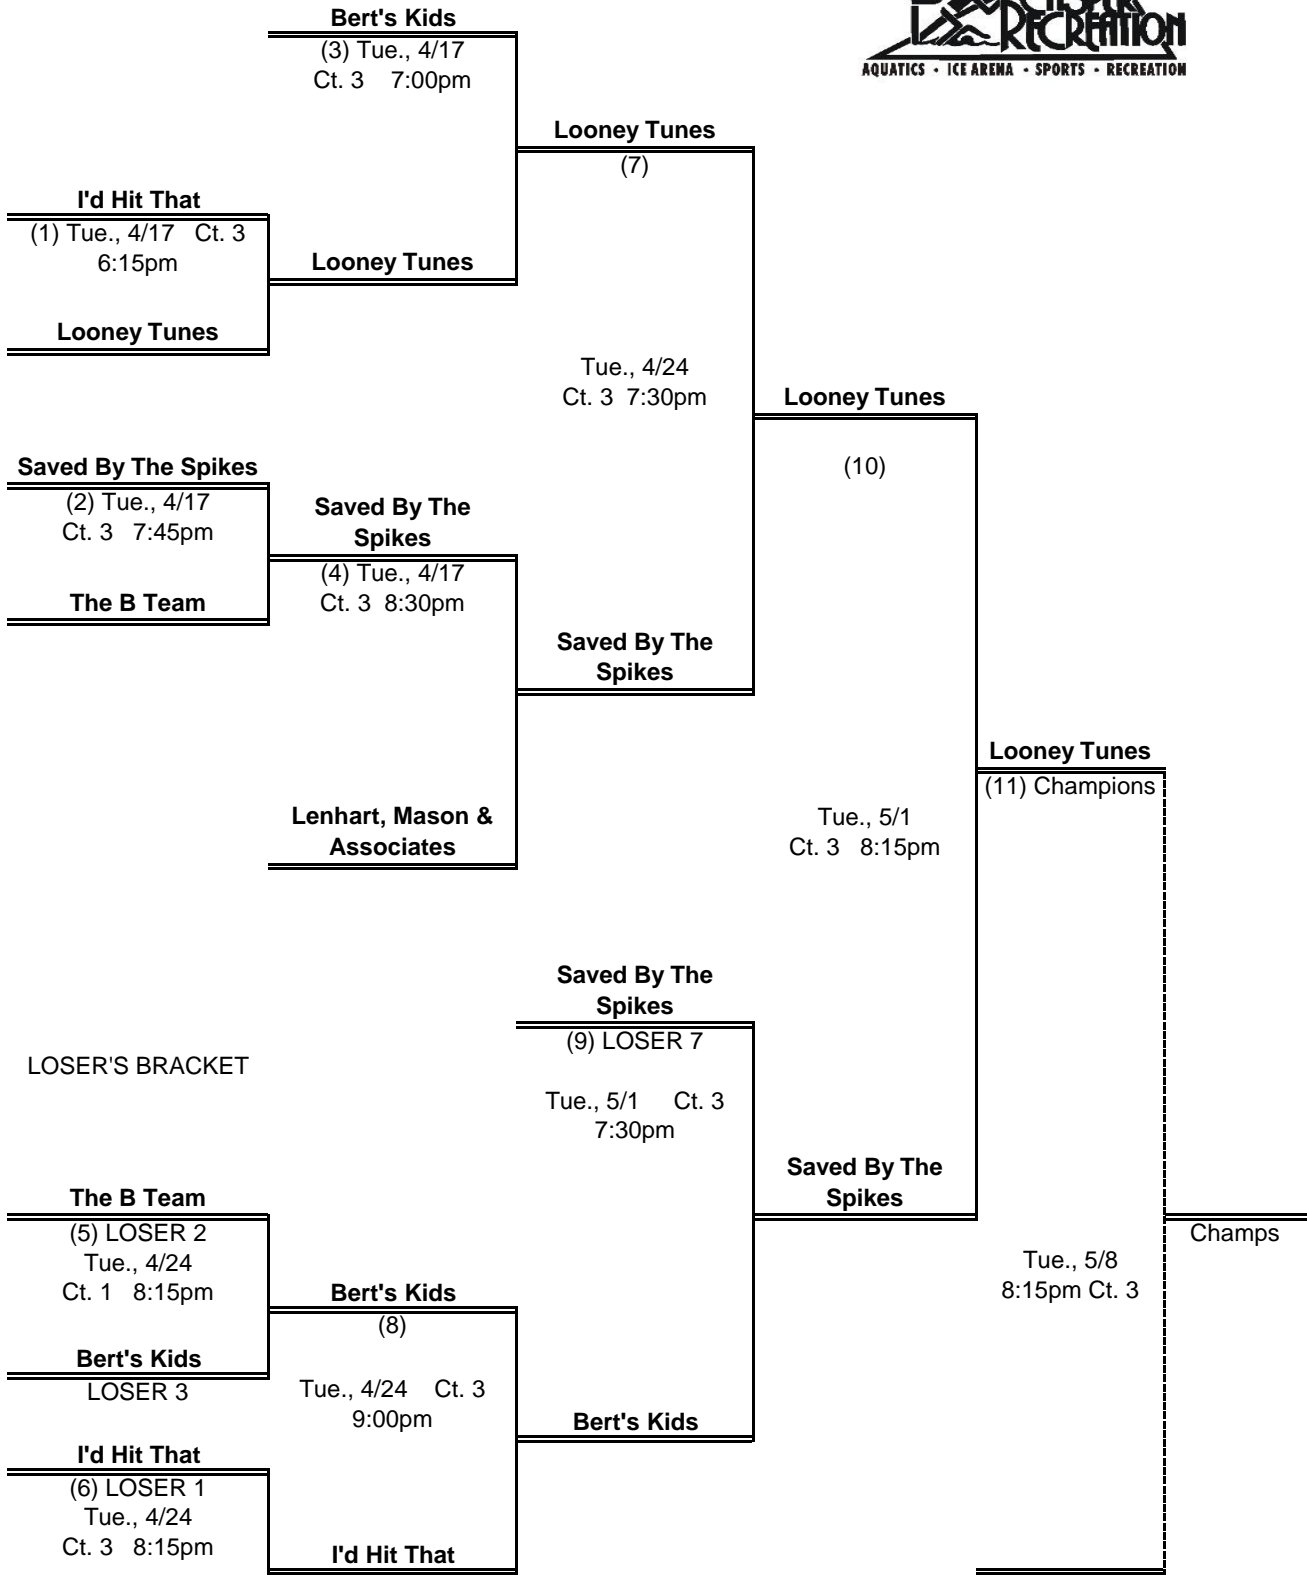 Bert's Kids
(3) Tue., 4/17
Ct. 3 7:00pm
RECREATION
AQUATICS • ICE ARENA • SPORTS • RECREATION
Looney Tunes
(7)
I'd Hit That
(1) Tue., 4/17 Ct. 3
6:15pm
Looney Tunes
Looney Tunes
Tue., 4/24
Ct. 3 7:30pm
Looney Tunes
(10)
Saved By The Spikes
(2) Tue., 4/17
Ct. 3 7:45pm
Saved By The
Spikes
(4) Tue., 4/17
Ct. 3 8:30pm
The B Team
Saved By The
Spikes
Looney Tunes
(11) Champions
Lenhart, Mason &
Associates
Tue., 5/1
Ct. 3 8:15pm
Saved By The
Spikes
(9) LOSER 7
LOSER'S BRACKET
Tue., 5/1 Ct. 3
7:30pm
Saved By The
Spikes
The B Team
(5) LOSER 2
Tue., 4/24
Ct. 1 8:15pm
Champs
Tue., 5/8
8:15pm Ct. 3
Bert's Kids
(8)
Bert's Kids
LOSER 3
Tue., 4/24 Ct. 3
9:00pm
Bert's Kids
I'd Hit That
(6) LOSER 1
Tue., 4/24
Ct. 3 8:15pm
I'd Hit That